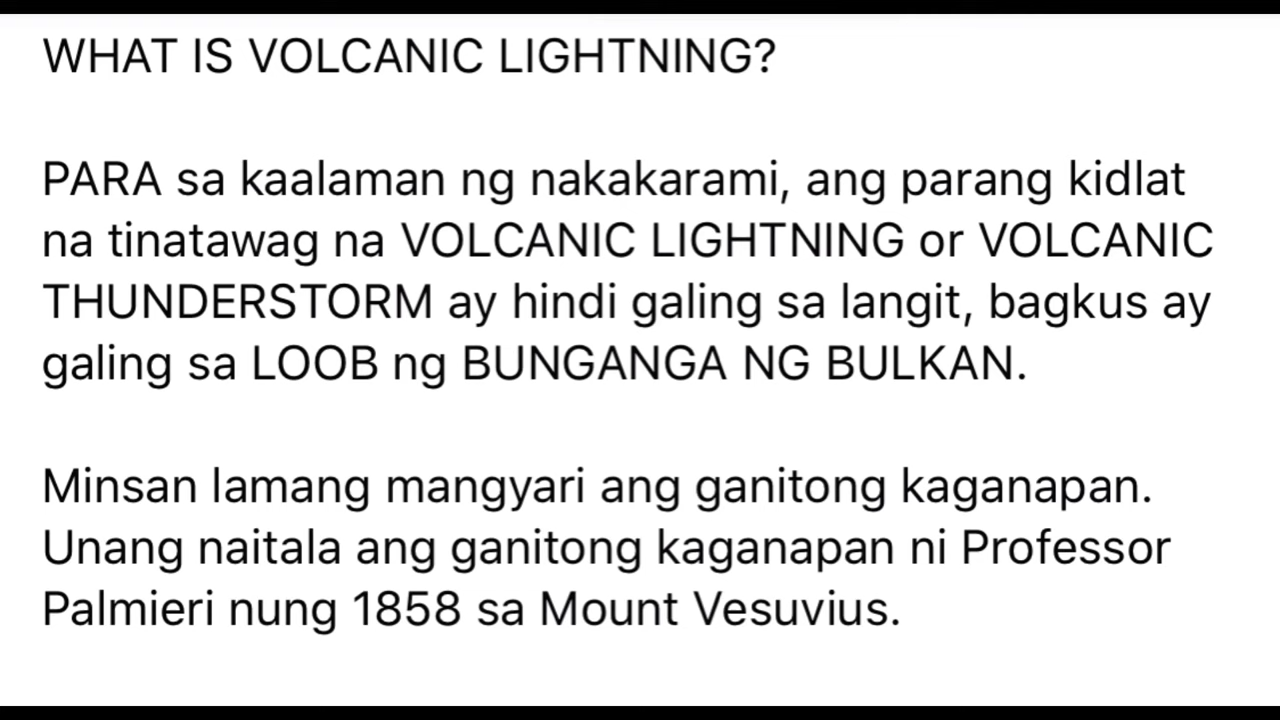 WHAT IS VOLCANIC LIGHTNING?
PARA sa kaalaman ng nakakarami, ang parang kidlat
na tinatawag na VOLCANIC LIGHTNING or VOLCANIC
THUNDERSTORM ay hindi galing sa langit, bagkus ay
galing sa LOOB ng BUNGANGA NG BULKAN.
Minsan lamang mangyari ang ganitong kaganapan.
Unang naitala ang ganitong kaganapan ni Professor
Palmieri nung 1858 sa Mount Vesuvius.